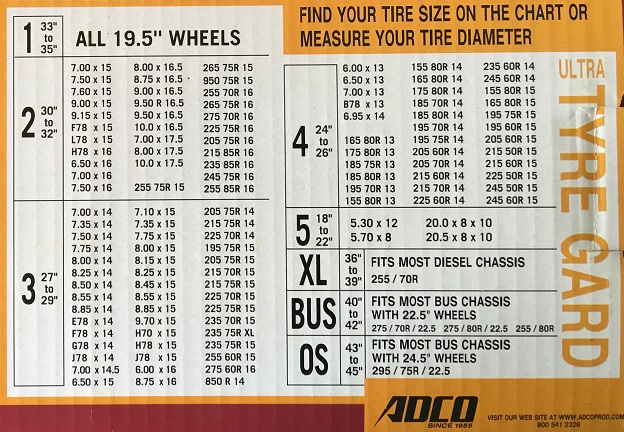 FIND YOUR TIRE SIZE ON THE CHART OR
MEASURE YOUR TIRE DIAMETER
1
33"
to
35"
ALL 19.5" WHEELS
2
30"
to
32"
7.00 x 15
7.50 x 15
7.60 x 15
9.00 x 15
9.15 x 15
F78 x 15
L78 x 15
H78 x 16
6.50 x 16
7.00 x 16
7.50 x 16
8.00 x 16.5
8.75 x 16.5
9.00 x 16.5
9.50 R 16.5
9.50 x 16.5
10.0 x 16.5
7.00 x 17.5
8.00 x 17.5
10.0 x 17.5
255 75R 15
265 75R 15
950 75R 15
255 70R 16
265 70R 16
275 70R 16
225 75R 16
235 75R 16
215 85R 16
235 85R 16
245 75R 16
255 85R 16
3
27"
to
29"
7.00 x 14
7.35 x 14
7.50 x 14
7.75 x 14
8.00 x 14
8.25 x 14
8.50 x 14
8.55 x 14
8.85 x 14
E78 x 14
F78 x 14
G78 x 14
J78 x 14
7.00 x 14.5
6.50 x 15
7.10 x 15
7.35 x 15
7.75 x 15
8.00 x 15
8.15 x 15
8.25 x 15
8.45 x 15
8.55 x 15
8.85 x 15
9.70 x 15
H70 x 15
H78 x 15
J78 x 15
6.00 x 16
8.75 x 16
205 75R 14
215 75R 14
225 70R 14
195 75R 15
205 75R 15
215 70R 15
215 75R 15
225 70R 15
225 75R 15
235 70R 15
235 75R XL
235 75R 15
255 60R 15
275 60R 16
850 R 14
4
24"
to
26"
6.00 x 13
6.50 x 13
7.00 x 13
B78 x 13
6.95 x 14
165 80R 13
175 80R 13
185 75R 13
185 80R 13
195 70R 13
155 80R 14
155 80R 14
165 80R 14
175 80R 14
185 70R 14
185 80R 14
195 70R 14
195 75R 14
205 60R 14
205 70R 14
215 60R 14
215 70R 14
225 60R 14
235 60R 14
245 60R 14
185 70R 15
165 80R 15
195 75R 15
195 60R 15
205 60R 15
205 65R 15
215 60R 15
225 50R 15
245 50R 15
245 60R 15
5
18"
to
22"
5.30 x 12
5.70 x 8
20.0 x 8 x 10
20.5 x 8 x 10
XL
36"
to
39"
FITS MOST DIESEL CHASSIS
255 / 70R
BUS
40"
to
42"
FITS MOST BUS CHASSIS
WITH 22.5" WHEELS
275 / 70R / 22.5 275 / 80R / 22.5 255 / 80R
OS
43"
to
45"
FITS MOST BUS CHASSIS
WITH 24.5" WHEELS
295 / 75R / 22.5
ULTRA
TYRE GARD
ADCO
SINCE 1955
VISIT OUR WEB SITE AT WWW.ADCOPROD.COM
800 541 2326